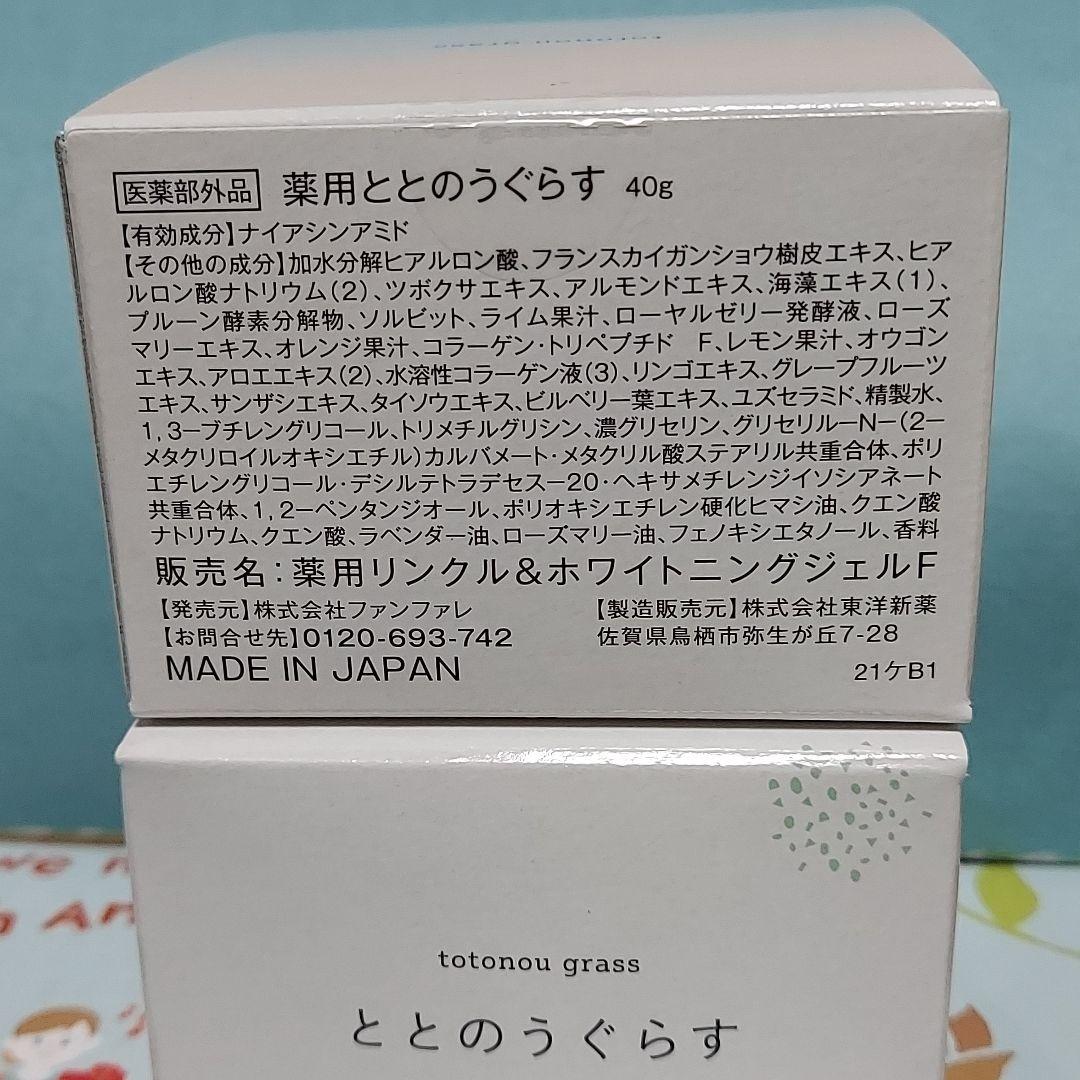 totonou grass
医薬部外品 薬用ととのうぐらす 40g
【有効成分】ナイアシンアミド
【その他の成分】加水分解ヒアルロン酸、フランスカイガンショウ樹皮エキス、ヒア
ルロン酸ナトリウム(2)、ツボクサエキス、アルモンドエキス、海藻エキス(1)、
プルーン酵素分解物、ソルビット、ライム果汁、ローヤルゼリー発酵液、ローズ
マリーエキス、オレンジ果汁、コラーゲン・トリペプチド F、レモン果汁、オウゴン
エキス、アロエエキス(2)、水溶性コラーゲン液(3)、リンゴエキス、グレープフルーツ
エキス、サンザシエキス、タイソウエキス、ビルベリー葉エキス、ユズセラミド、精製水、
1,3−ブチレングリコール、トリメチルグリシン、濃グリセリン、グリセリル−N−(2−
メタクリロイルオキシエチル)カルバメート・メタクリル酸ステアリル共重合体、ポリ
エチレングリコール・デシルテトラデセス−20・ヘキサメチレンジイソシアネート
共重合体、1,2−ペンタンジオール、ポリオキシエチレン硬化ヒマシ油、クエン酸
ナトリウム、クエン酸、ラベンダー油、ローズマリー油、フェノキシエタノール、香料
販売名：薬用リンクル&ホワイトニングジェルF
【発売元】株式会社ファンファレ 【製造販売元】株式会社東洋新薬
【お問合せ先】0120-693-742 佐賀県鳥栖市弥生が丘7-28
MADE IN JAPAN 21ケB1
totonou grass
ととのうぐらす